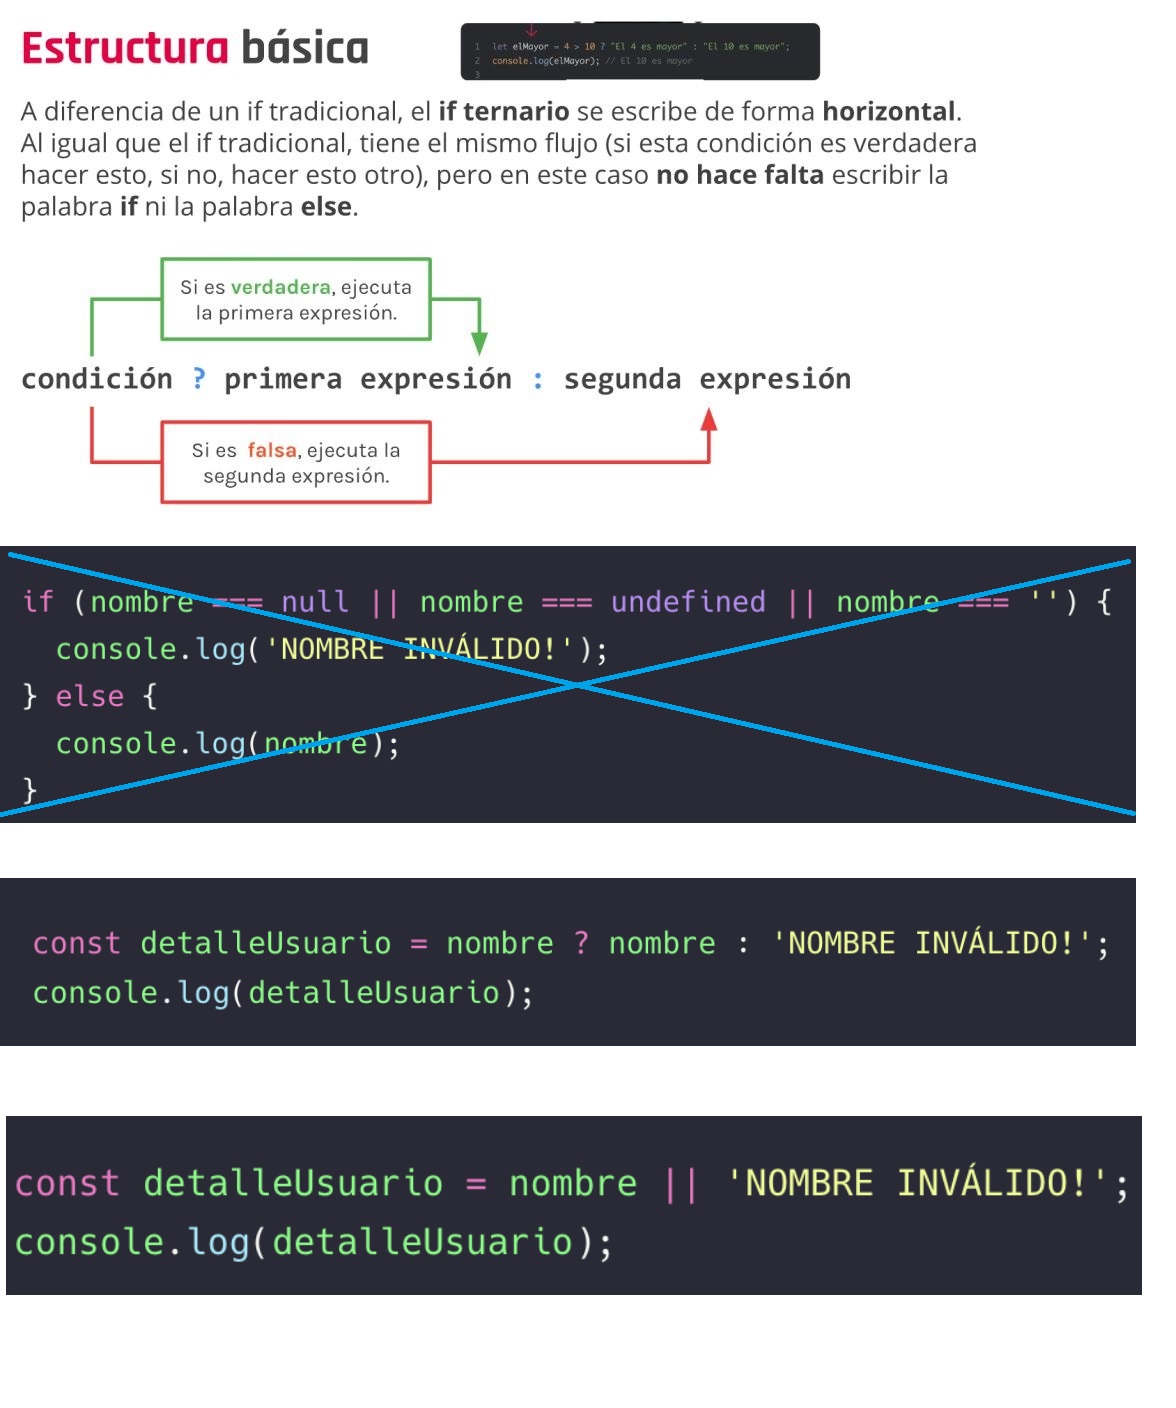 Estructura básica
1 let elMayor = 4 > 10 ? "El 4 es mayor" : "El 10 es mayor";
2 console.log(elMayor); // El 10 es mayor
3
A diferencia de un if tradicional, el if ternario se escribe de forma horizontal.
Al igual que el if tradicional, tiene el mismo flujo (si esta condición es verdadera
hacer esto, si no, hacer esto otro), pero en este caso no hace falta escribir la
palabra if ni la palabra else.
Si es verdadera, ejecuta
la primera expresión.
condición ? primera expresión : segunda expresión
Si es falsa, ejecuta la
segunda expresión.
if (nombre === null || nombre === undefined || nombre === '') {
console.log('NOMBRE INVÁLIDO!');
} else {
console.log(nombre);
}
const detalleUsuario = nombre ? nombre : 'NOMBRE INVÁLIDO!';
console.log(detalleUsuario);
const detalleUsuario = nombre || 'NOMBRE INVÁLIDO!';
console.log(detalleUsuario);